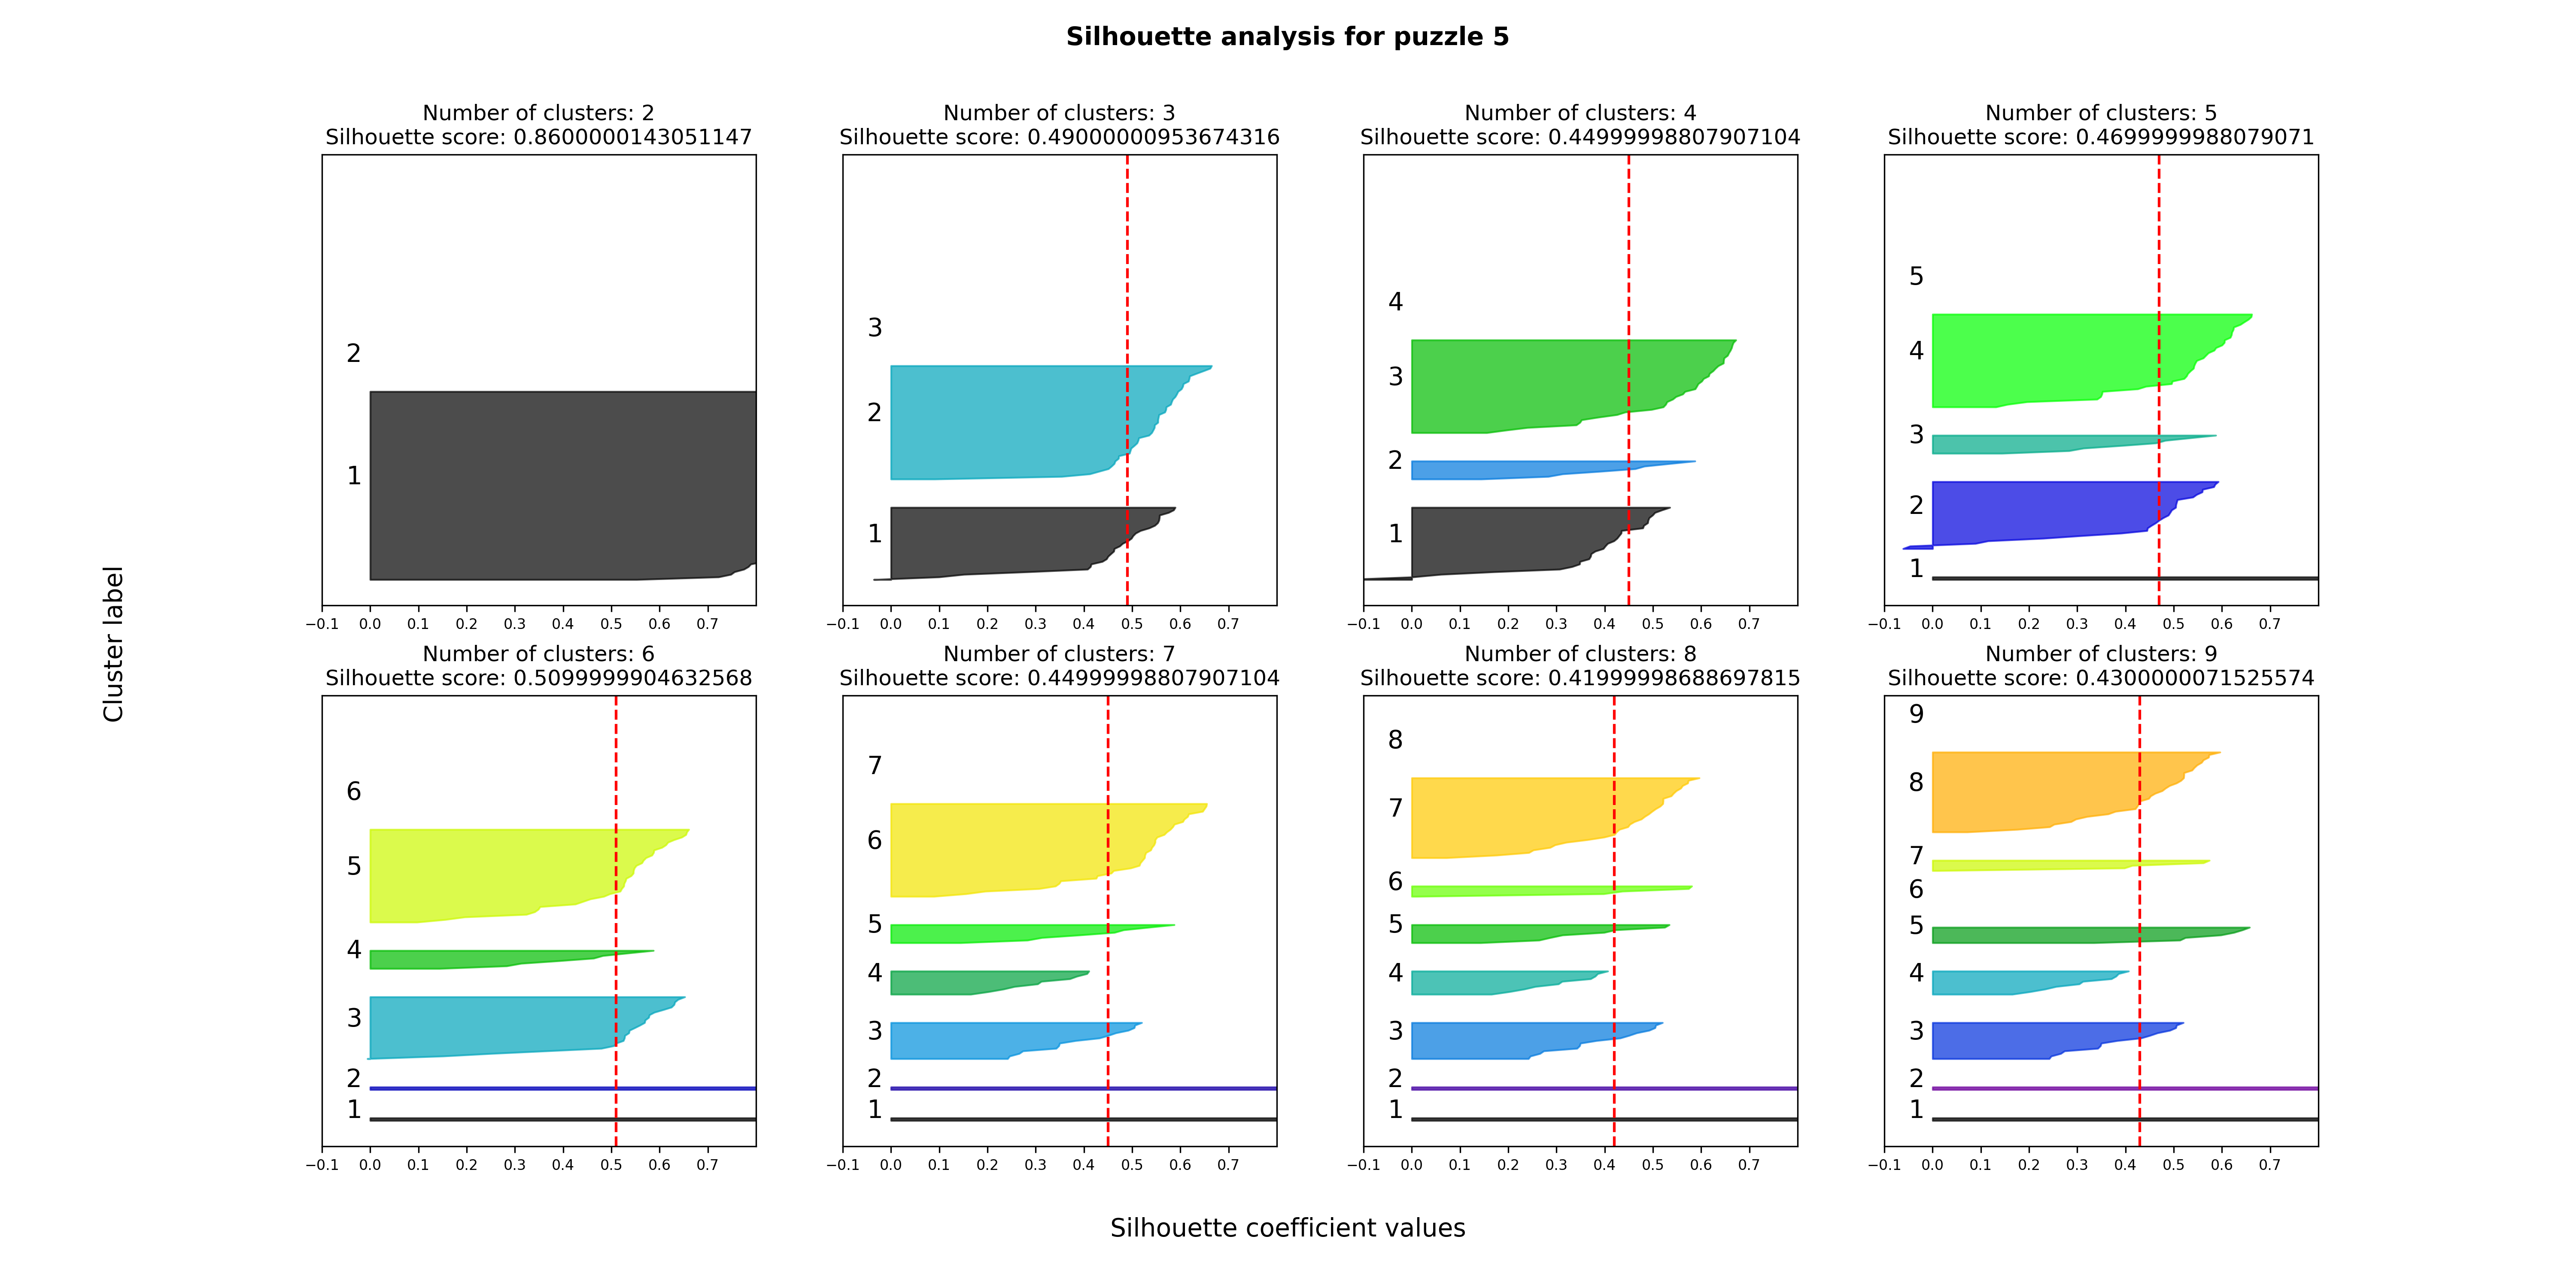 Silhouette analysis for puzzle 5
Number of clusters: 2
Silhouette score: 0.8600000143051147
2
1
−0.1 0.0 0.1 0.2 0.3 0.4 0.5 0.6 0.7
Number of clusters: 3
Silhouette score: 0.49000000953674316
3
2
1
−0.1 0.0 0.1 0.2 0.3 0.4 0.5 0.6 0.7
Number of clusters: 4
Silhouette score: 0.44999998807907104
4
3
2
1
−0.1 0.0 0.1 0.2 0.3 0.4 0.5 0.6 0.7
Number of clusters: 5
Silhouette score: 0.4699999988079071
5
4
3
2
1
−0.1 0.0 0.1 0.2 0.3 0.4 0.5 0.6 0.7
Cluster label
Number of clusters: 6
Silhouette score: 0.5099999904632568
6
5
4
3
2
1
−0.1 0.0 0.1 0.2 0.3 0.4 0.5 0.6 0.7
Number of clusters: 7
Silhouette score: 0.44999998807907104
7
6
5
4
3
2
1
−0.1 0.0 0.1 0.2 0.3 0.4 0.5 0.6 0.7
Number of clusters: 8
Silhouette score: 0.41999998688697815
8
7
6
5
4
3
2
1
−0.1 0.0 0.1 0.2 0.3 0.4 0.5 0.6 0.7
Number of clusters: 9
Silhouette score: 0.4300000071525574
9
8
7
6
5
4
3
2
1
−0.1 0.0 0.1 0.2 0.3 0.4 0.5 0.6 0.7
Silhouette coefficient values